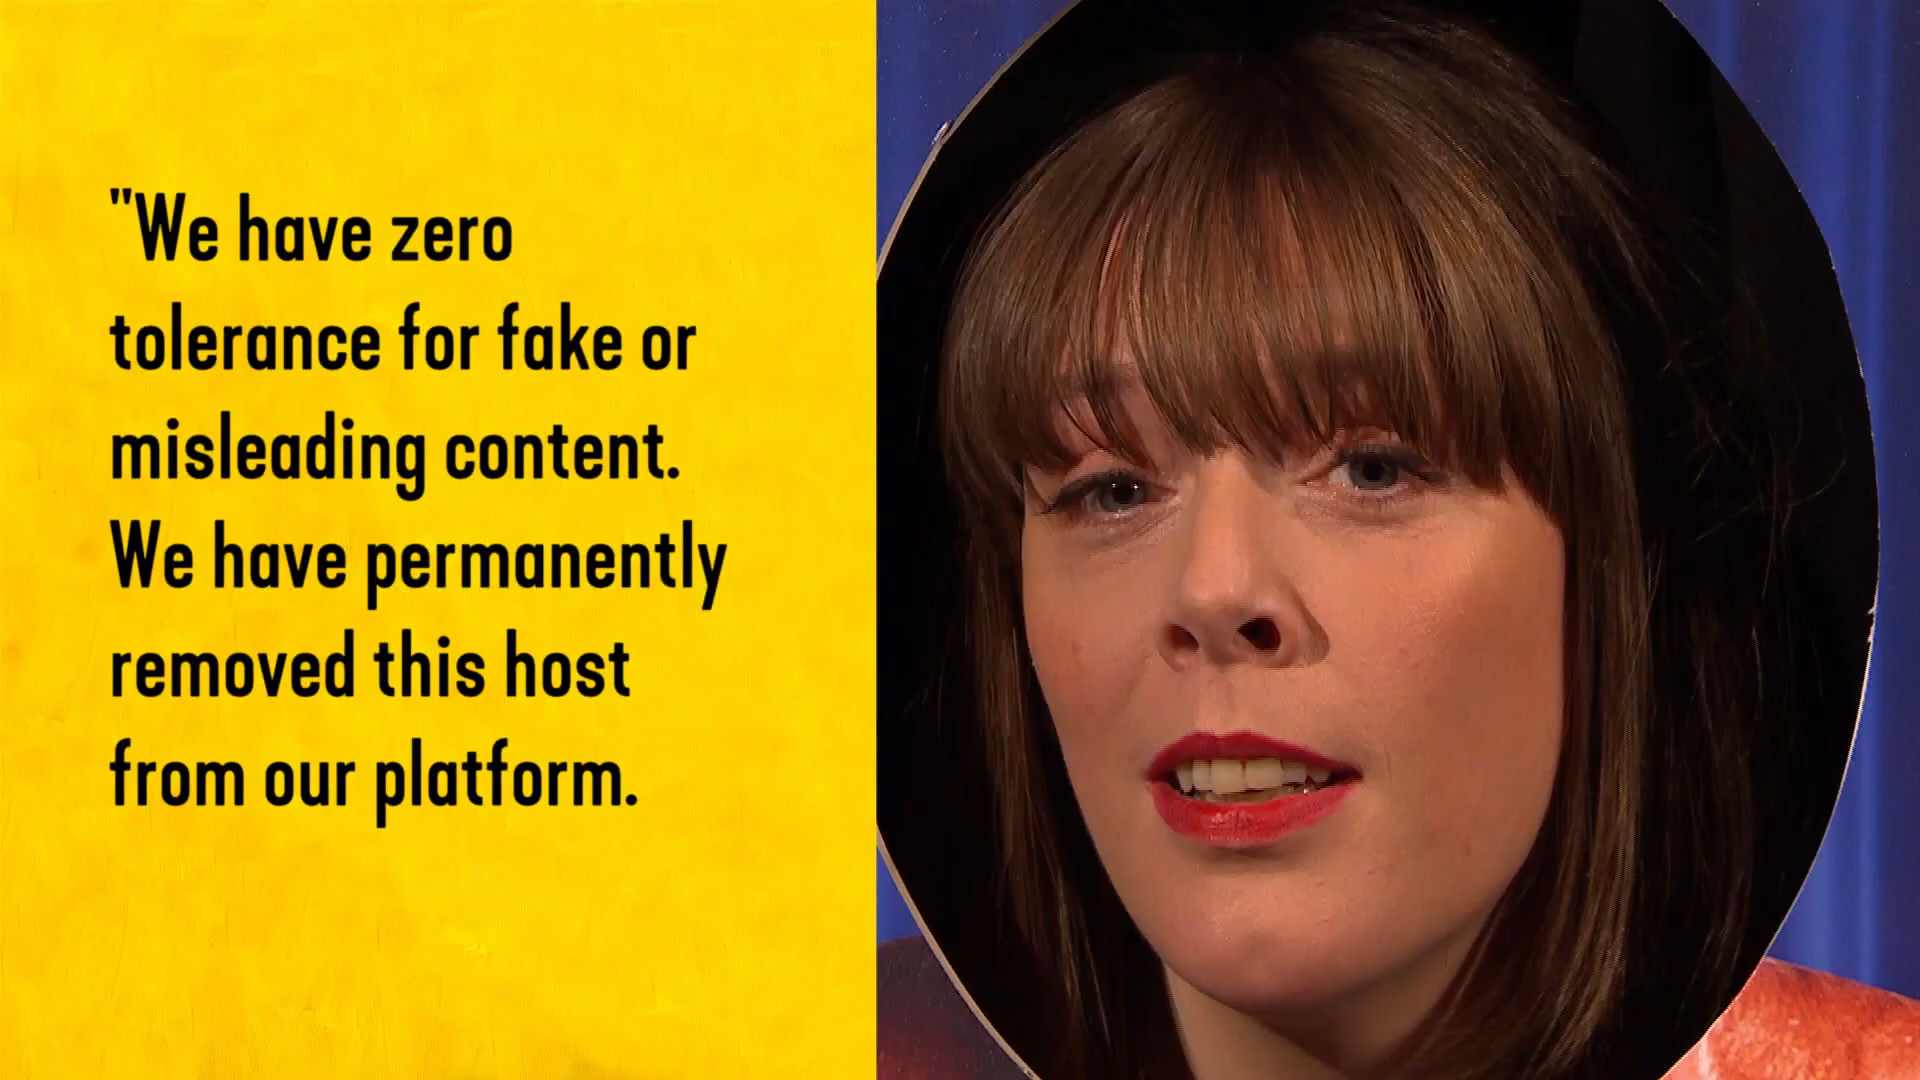 "We have zero
tolerance for fake or
misleading content.
We have permanently
removed this host
from our platform.